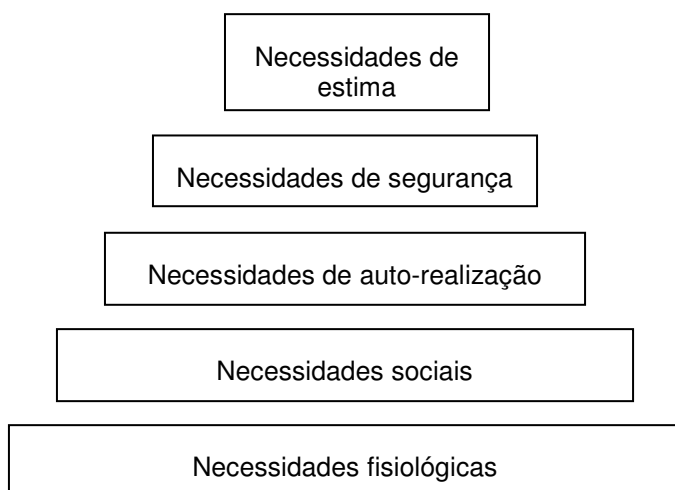 Necessidades de
estima
Necessidades de segurança
Necessidades de auto-realização
Necessidades sociais
Necessidades fisiológicas